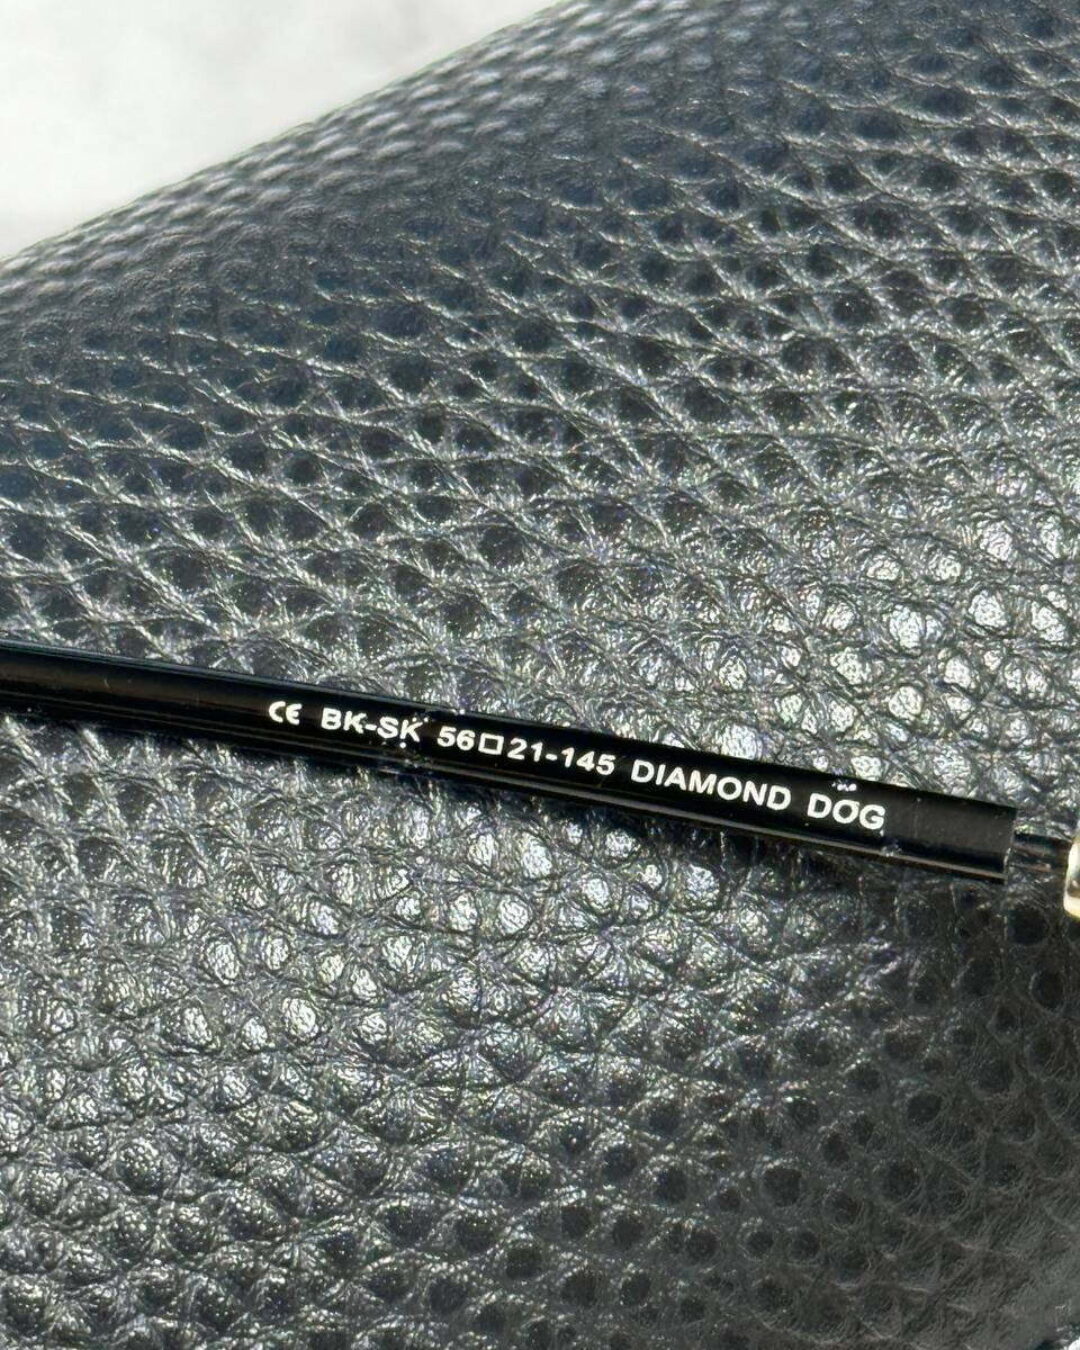 CE BK-SK 56□21-145 DIAMOND DOG